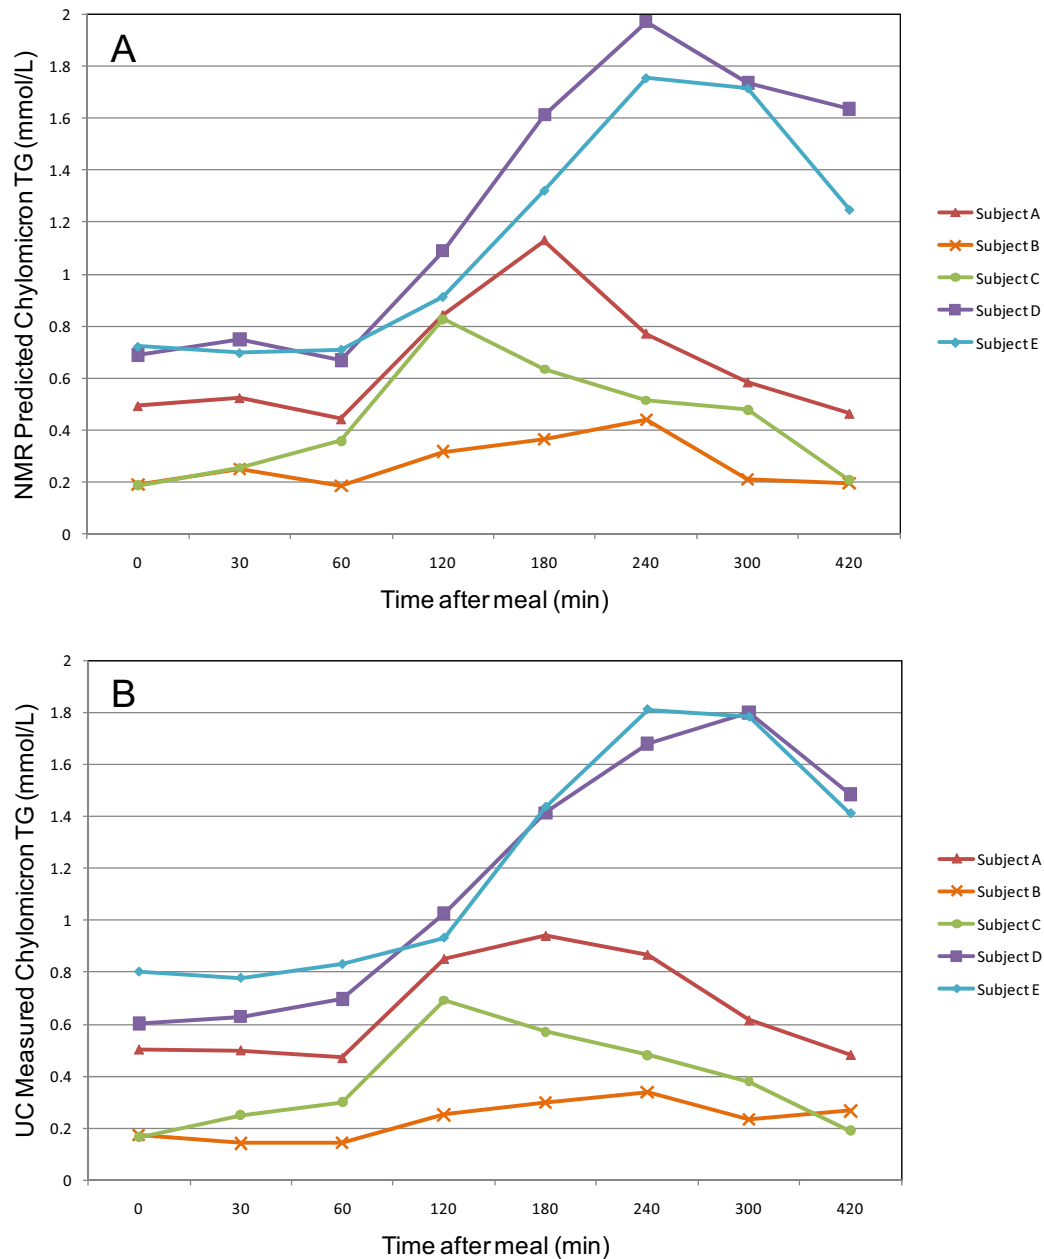 A
NMR Predicted Chylomicron TG (mmol/L)
2
1.8
1.6
1.4
1.2
1
0.8
0.6
0.4
0.2
0
0 30 60 120 180 240 300 420
Time after meal (min)
Subject A
Subject B
Subject C
Subject D
Subject E
B
UC Measured Chylomicron TG (mmol/L)
2
1.8
1.6
1.4
1.2
1
0.8
0.6
0.4
0.2
0
0 30 60 120 180 240 300 420
Time after meal (min)
Subject A
Subject B
Subject C
Subject D
Subject E